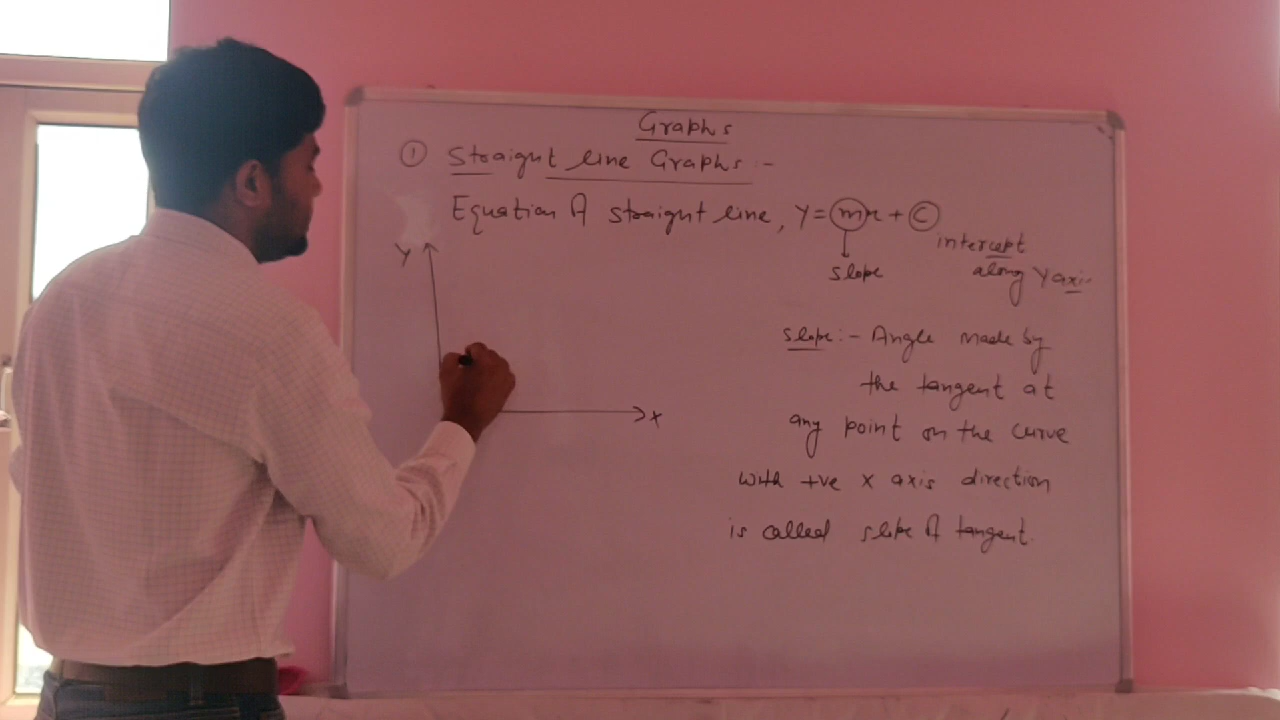 Graphs
① Straight line Graphs :-
Equation of straight line, y = mx + c
slope
intercept
along Y axis
Y
X
slope :- Angle made by
the tangent at
any point on the curve
with +ve x axis direction
is called slope of tangent.